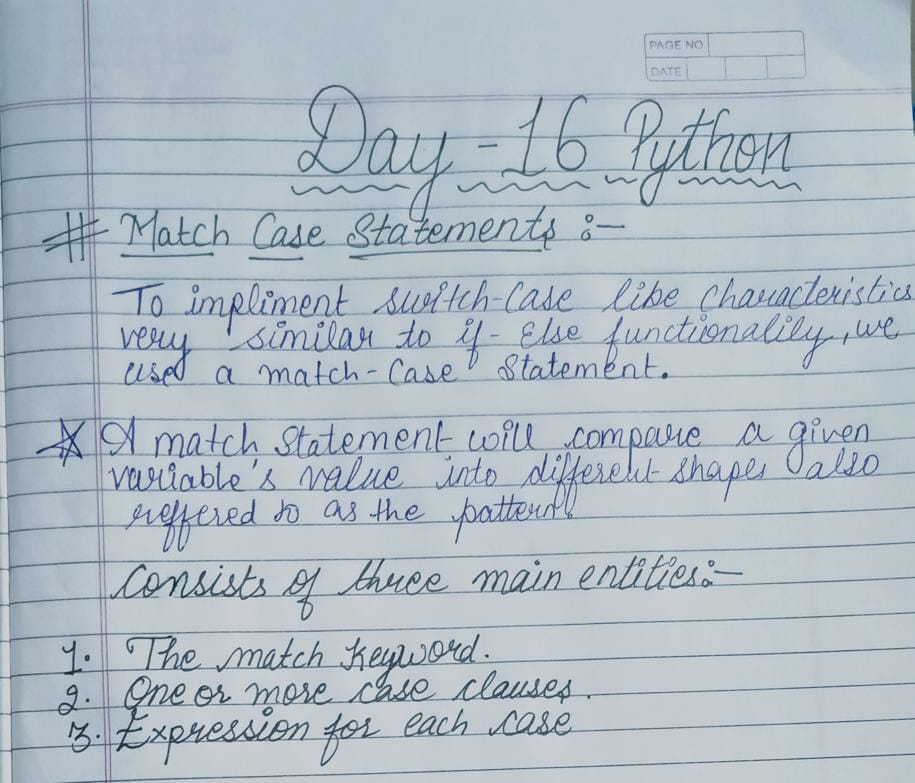 PAGE NO
DATE
Day-16 Python
# Match Case Statements :-
To impliment switch-Case like characteristics
very similar to if-Else functionalily, we
used a match-Case Statement.
☆ A match statement will compare a given
variable's value into different shapes also
reffered to as the pattern.
Consists of three main entities:-
1. The match keyword.
2. One or more case clauses.
3. Expression for each case